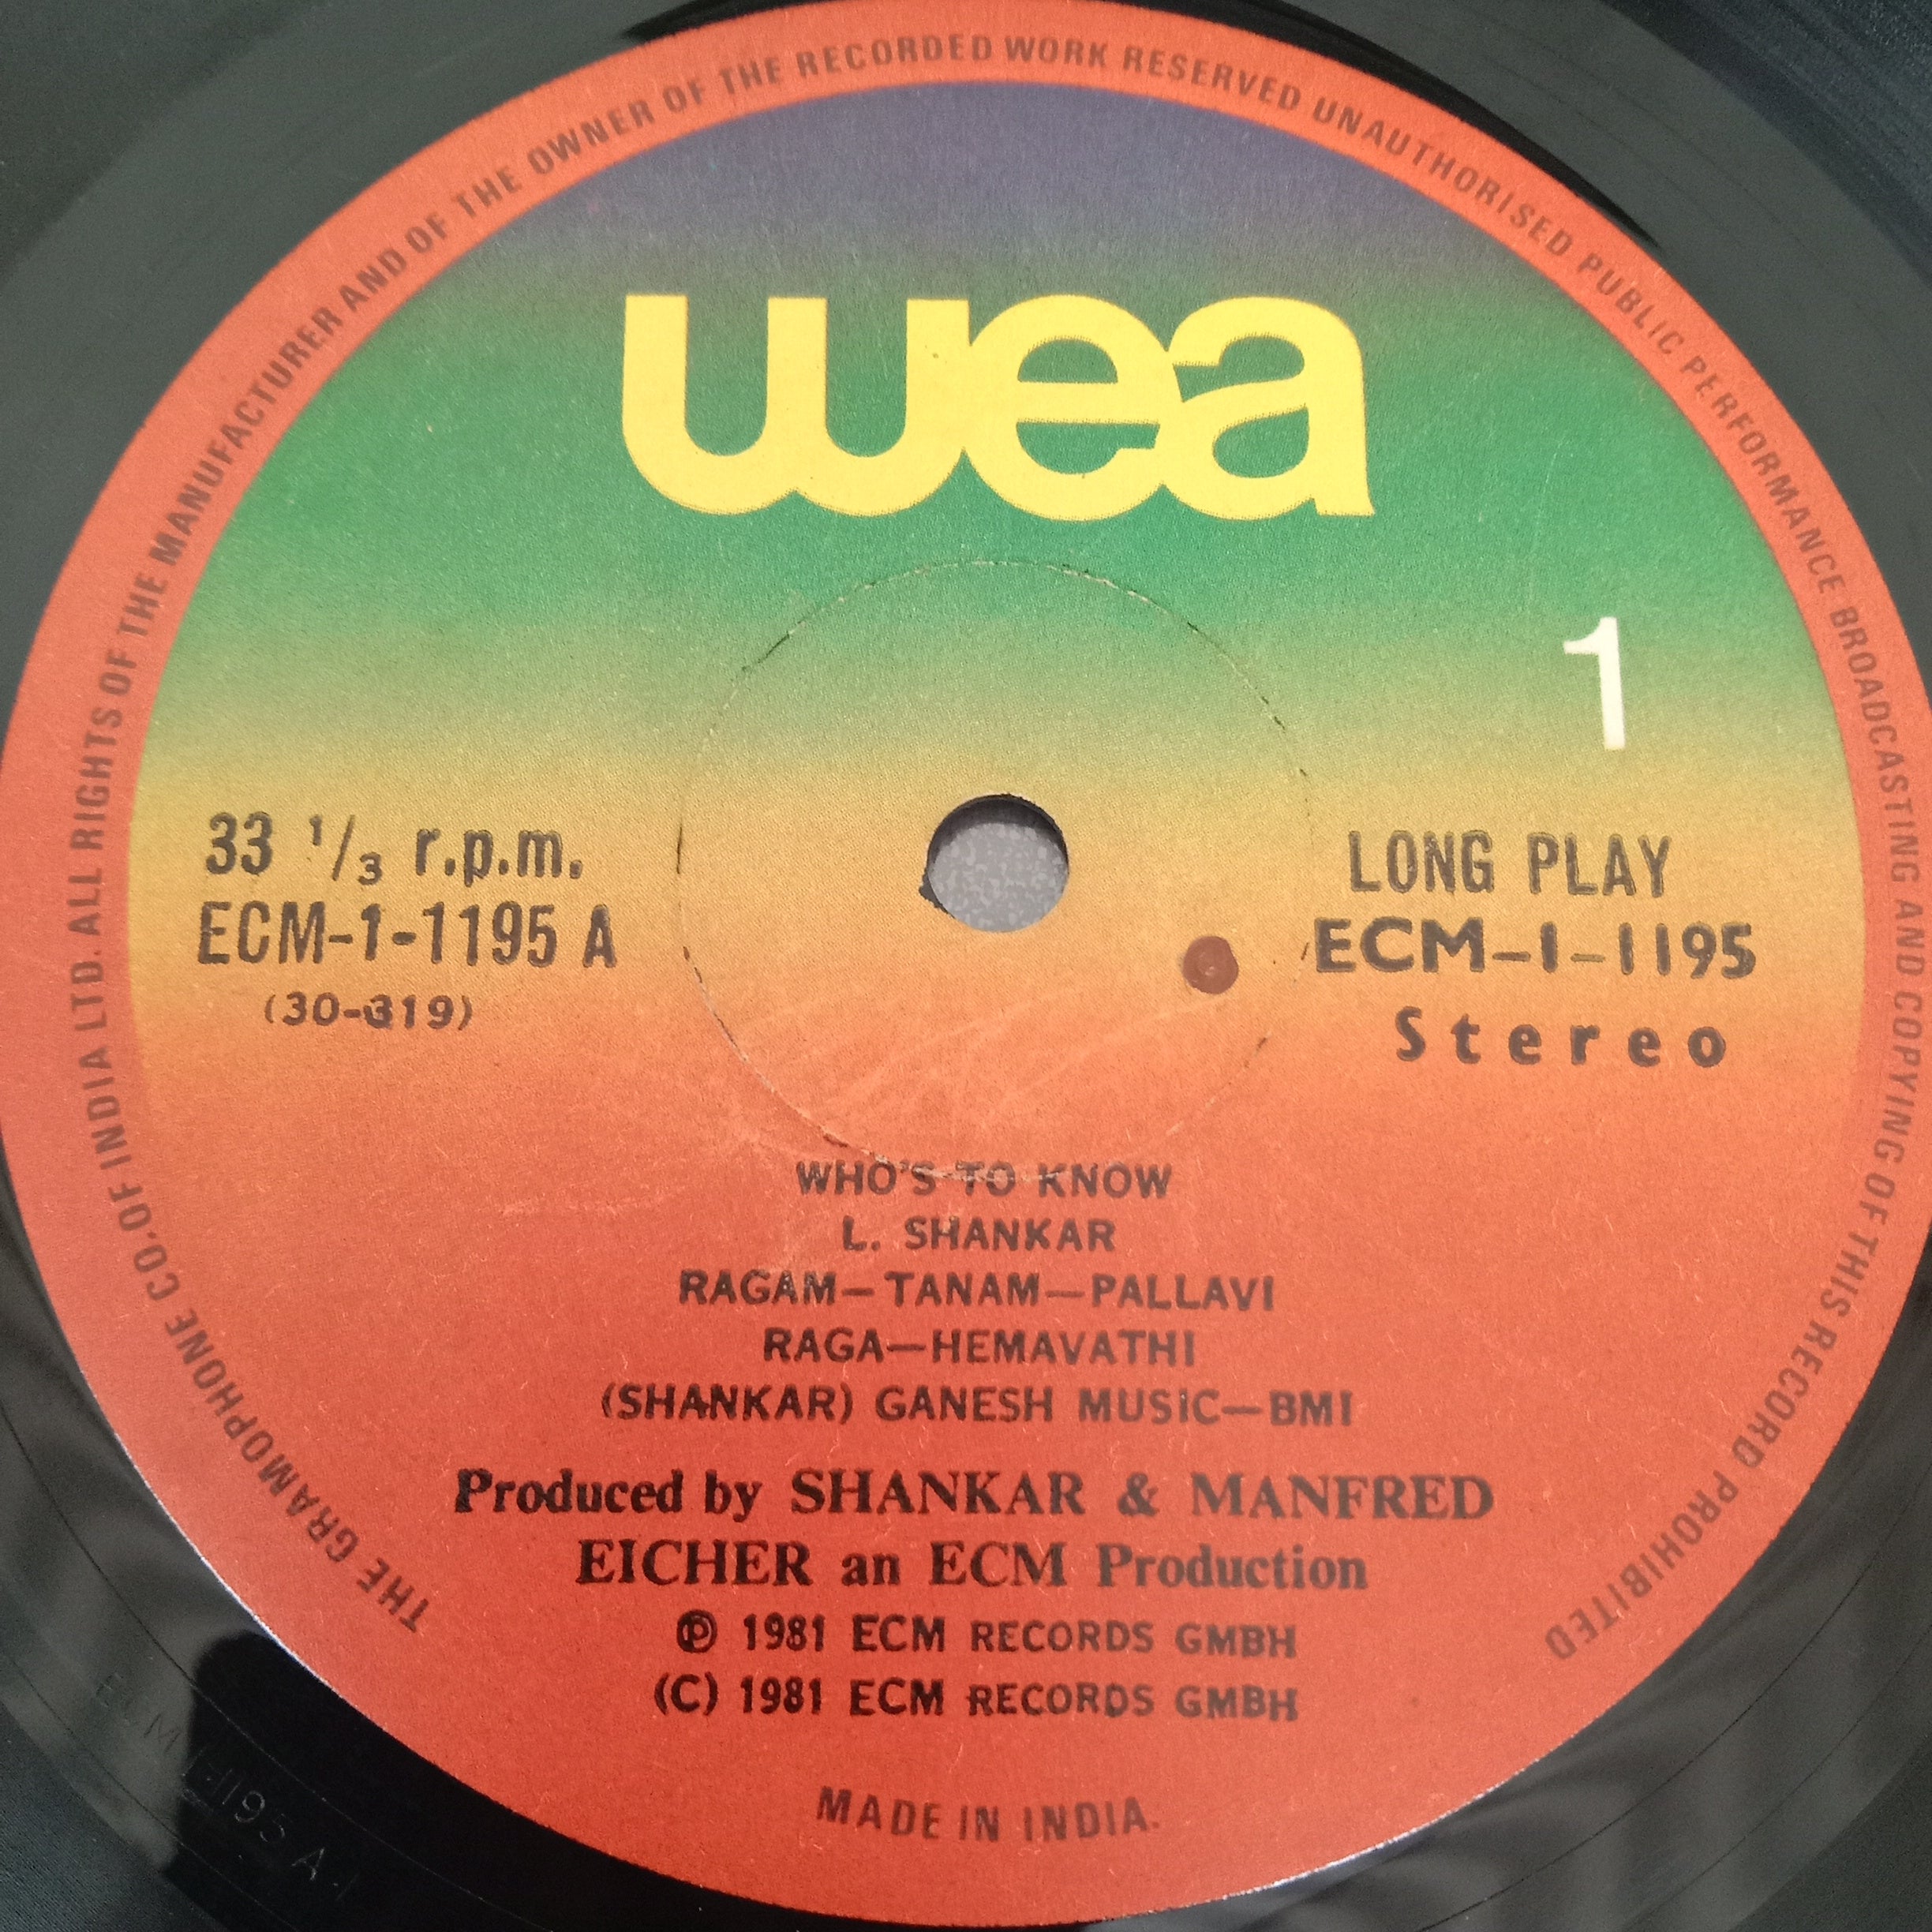 THE GRAMOPHONE CO. OF INDIA LTD. ALL RIGHTS OF THE MANUFACTURER AND OF THE OWNER OF THE RECORDED WORK RESERVED UNAUTHORISED PUBLIC PERFORMANCE BROADCASTING AND COPYING OF THIS RECORD PROHIBITED
wea
1
33 1/3 r.p.m.
ECM-1-1195 A
(30-319)
LONG PLAY
ECM-1-1195
Stereo
WHO'S TO KNOW
L. SHANKAR
RAGAM-TANAM-PALLAVI
RAGA-HEMAVATHI
(SHANKAR) GANESH MUSIC-BMI
Produced by SHANKAR & MANFRED
EICHER an ECM Production
℗ 1981 ECM RECORDS GMBH
(C) 1981 ECM RECORDS GMBH
MADE IN INDIA.